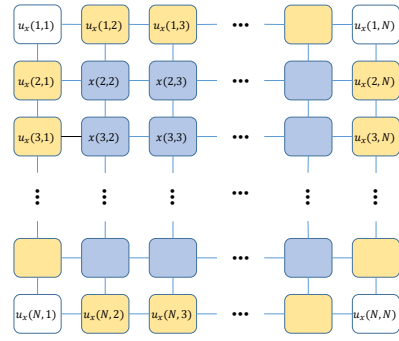 u_x(1,1) u_x(1,2) u_x(1,3) ••• u_x(1,N)
u_x(2,1) x(2,2) x(2,3) ••• u_x(2,N)
u_x(3,1) x(3,2) x(3,3) ••• u_x(3,N)
u_x(N,1) u_x(N,2) u_x(N,3) ••• u_x(N,N)